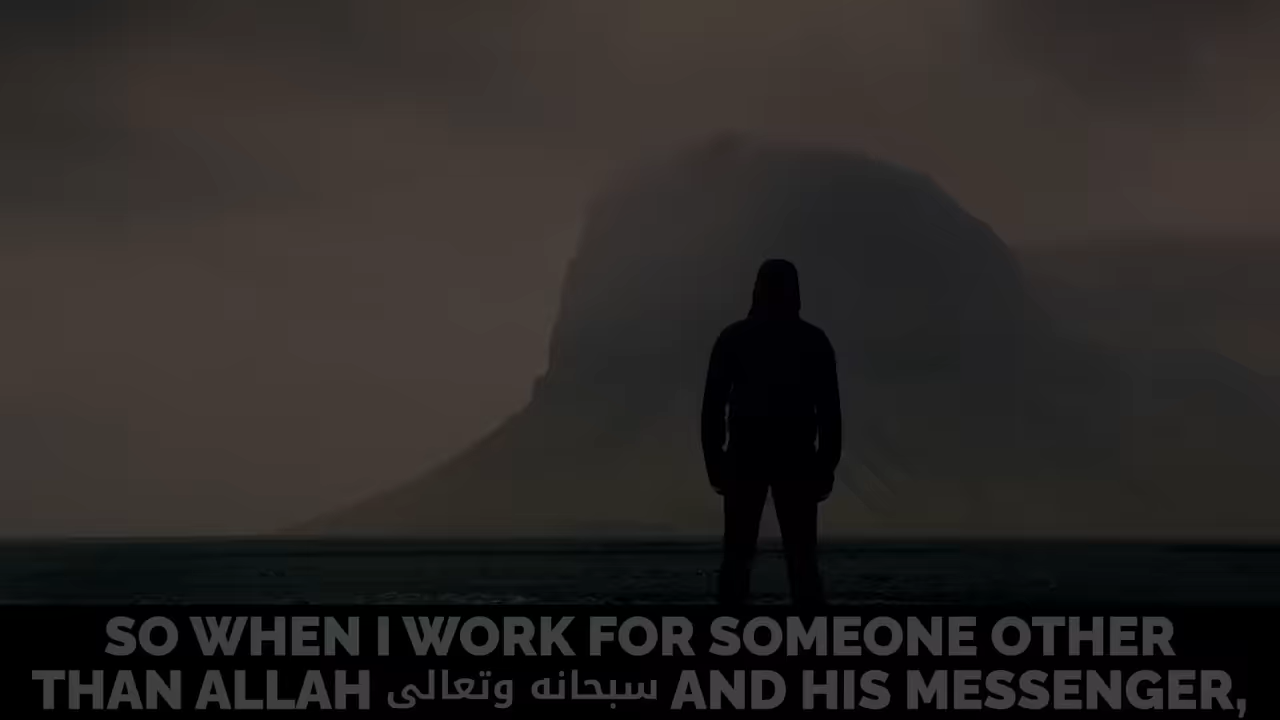 SO WHEN I WORK FOR SOMEONE OTHER
THAN ALLAH سبحانه وتعالى AND HIS MESSENGER,